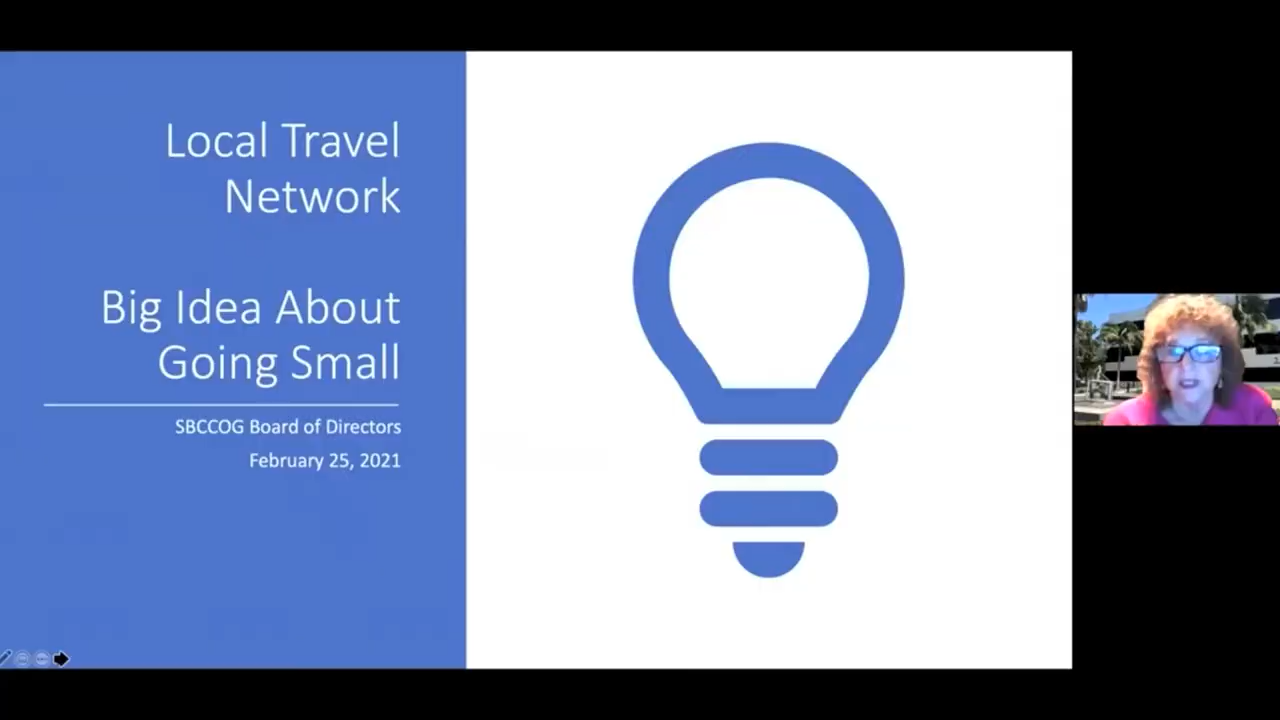 Local Travel
Network
Big Idea About
Going Small
SBCCOG Board of Directors
February 25, 2021